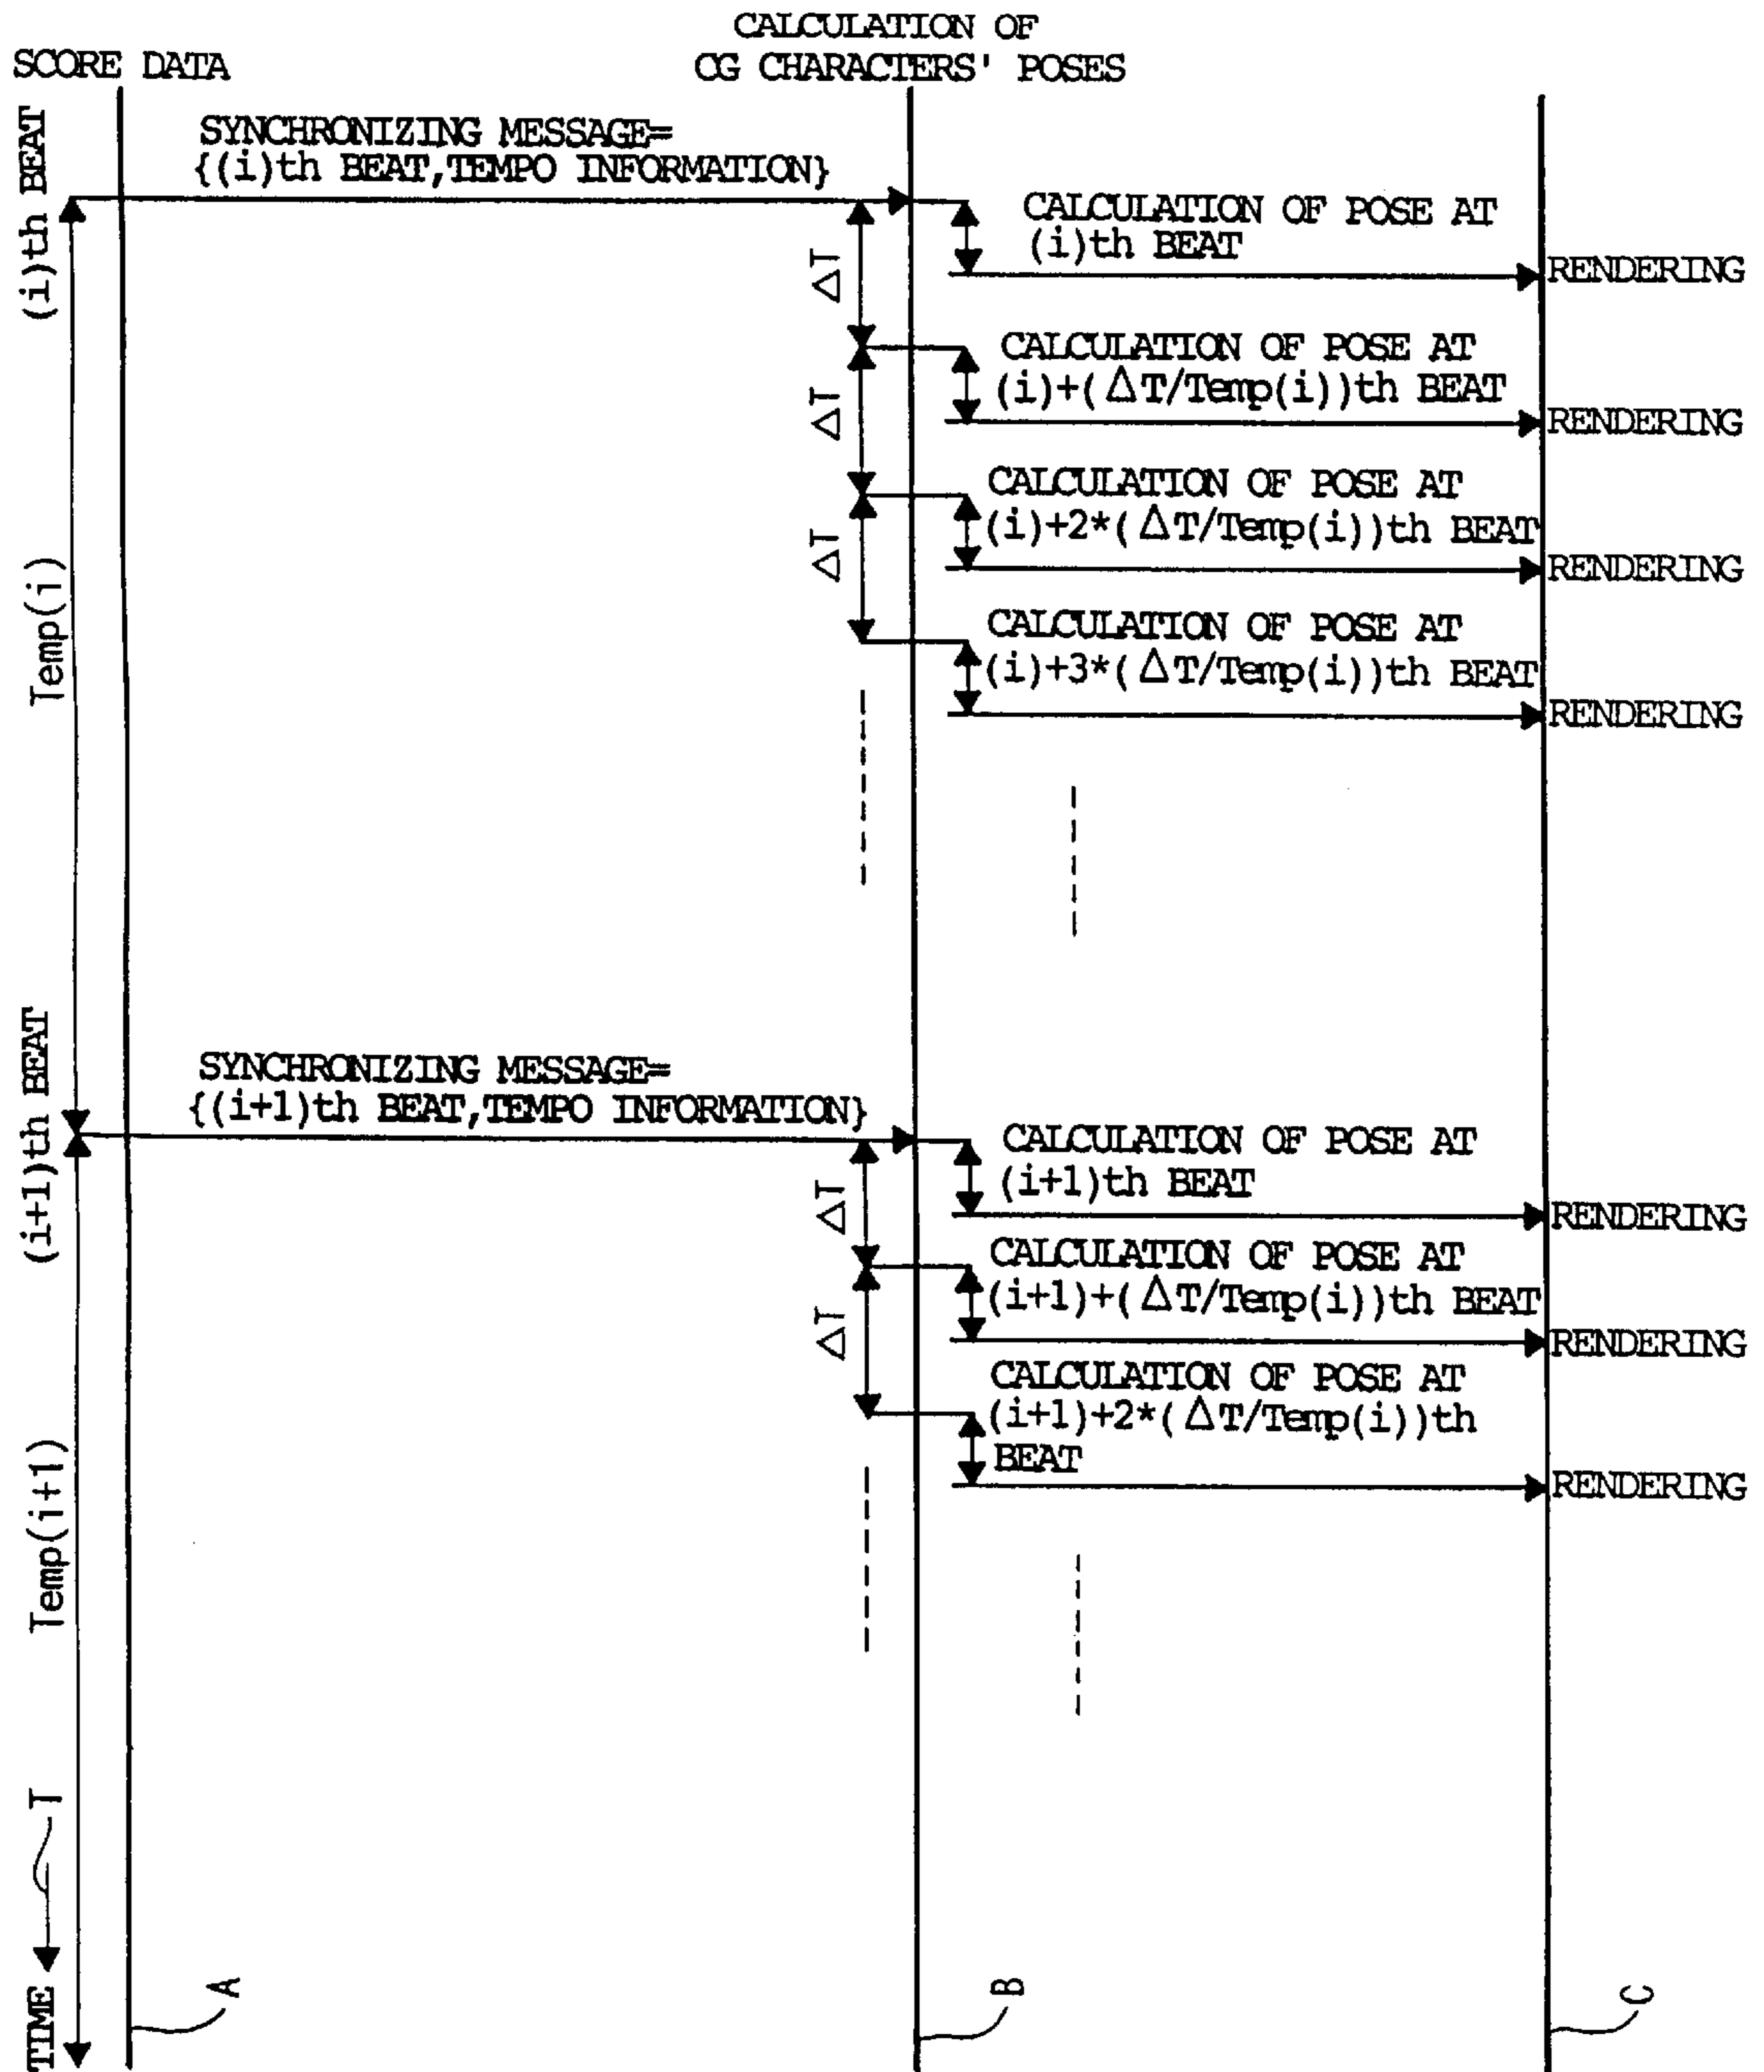 CALCULATION OF
CG CHARACTERS' POSES
SCORE DATA
(i)th BEAT
SYNCHRONIZING MESSAGE=
{(i)th BEAT,TEMPO INFORMATION}
CALCULATION OF POSE AT
(i)th BEAT
RENDERING
ΔT
CALCULATION OF POSE AT
(i)+(ΔT/Temp(i))th BEAT
RENDERING
ΔT
CALCULATION OF POSE AT
(i)+2*(ΔT/Temp(i))th BEAT
RENDERING
ΔT
Temp(i)
CALCULATION OF POSE AT
(i)+3*(ΔT/Temp(i))th BEAT
RENDERING
(i+1)th BEAT
SYNCHRONIZING MESSAGE=
{(i+1)th BEAT,TEMPO INFORMATION}
CALCULATION OF POSE AT
(i+1)th BEAT
RENDERING
ΔT
CALCULATION OF POSE AT
(i+1)+(ΔT/Temp(i))th BEAT
RENDERING
ΔT
CALCULATION OF POSE AT
(i+1)+2*(ΔT/Temp(i))th
BEAT
RENDERING
Temp(i+1)
T
TIME
A
B
C